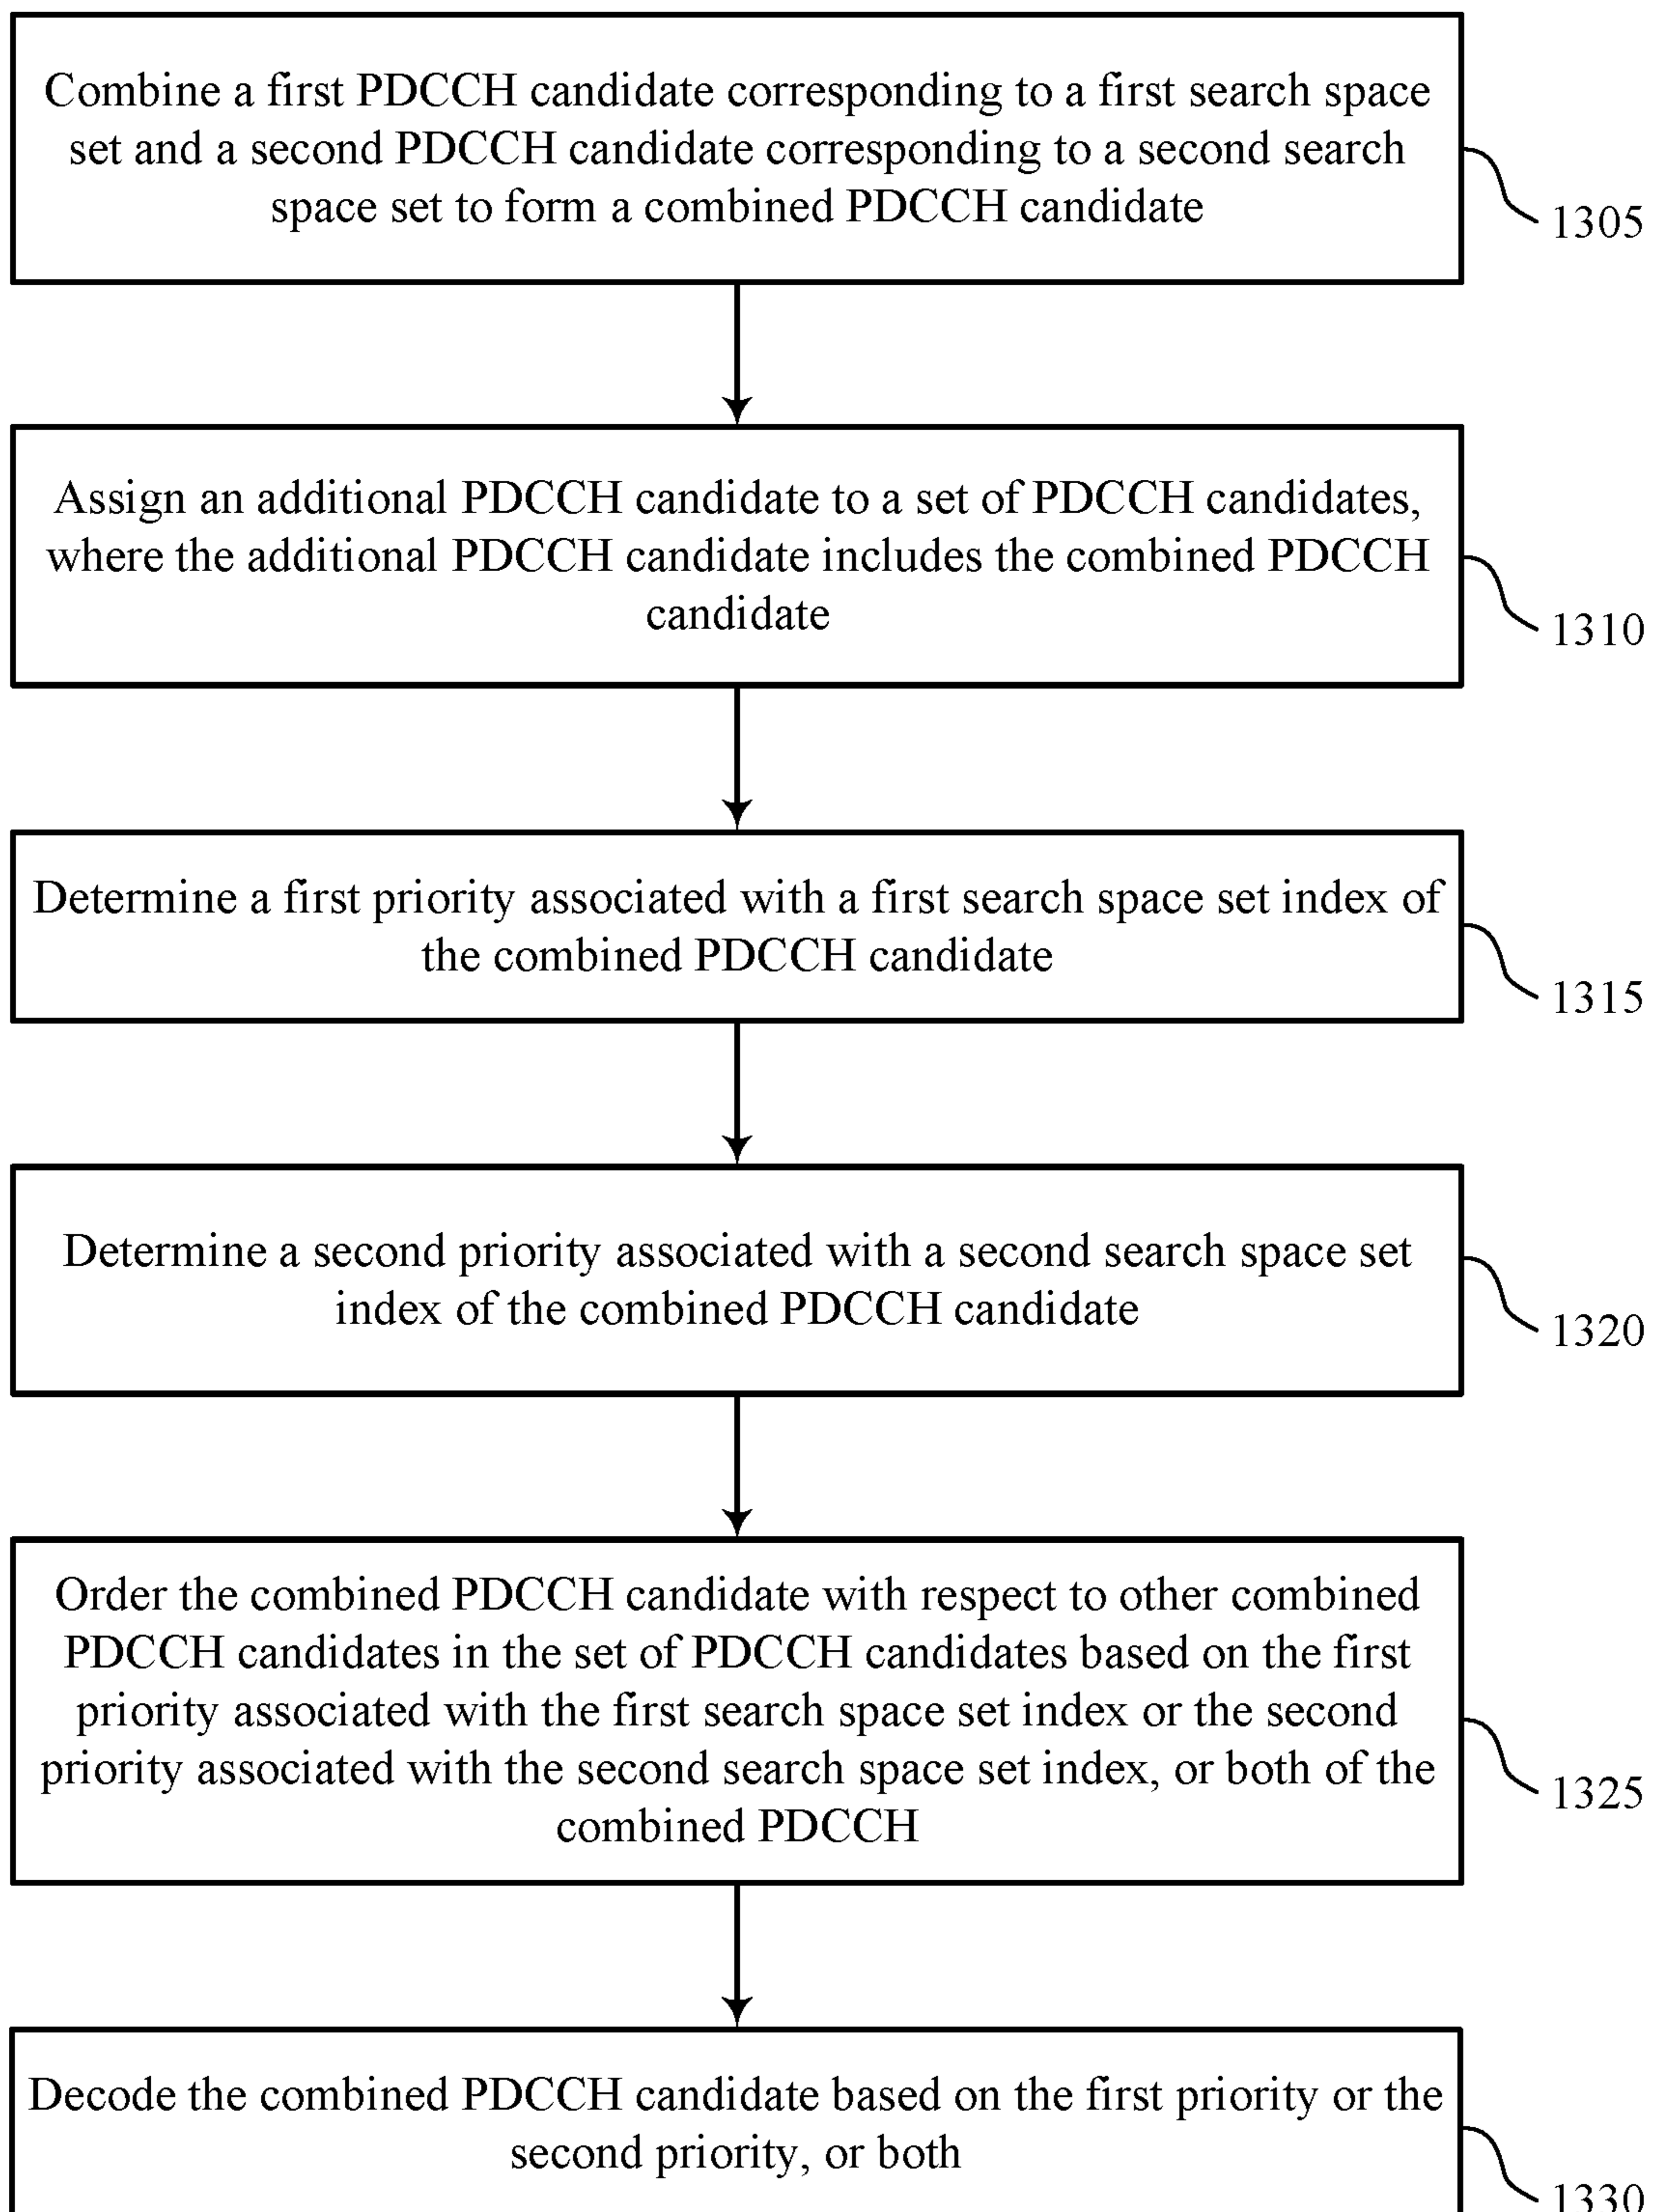 Combine a first PDCCH candidate corresponding to a first search space
set and a second PDCCH candidate corresponding to a second search
space set to form a combined PDCCH candidate
1305
Assign an additional PDCCH candidate to a set of PDCCH candidates,
where the additional PDCCH candidate includes the combined PDCCH
candidate
1310
Determine a first priority associated with a first search space set index of
the combined PDCCH candidate
1315
Determine a second priority associated with a second search space set
index of the combined PDCCH candidate
1320
Order the combined PDCCH candidate with respect to other combined
PDCCH candidates in the set of PDCCH candidates based on the first
priority associated with the first search space set index or the second
priority associated with the second search space set index, or both of the
combined PDCCH
1325
Decode the combined PDCCH candidate based on the first priority or the
second priority, or both
1330